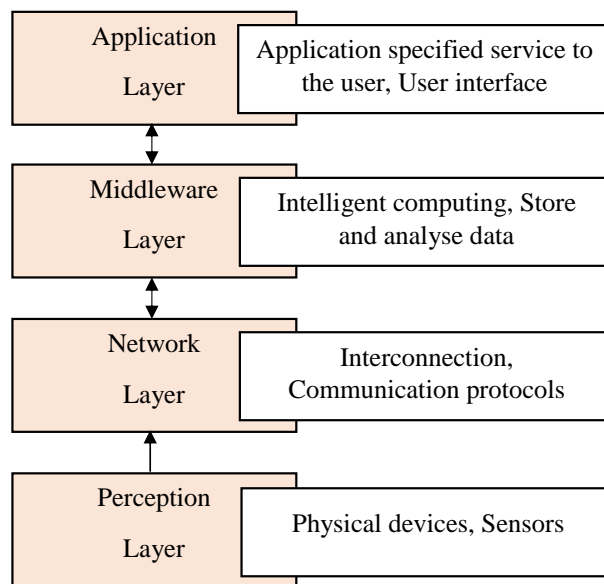 Application
Layer
Application specified service to
the user, User interface
Middleware
Layer
Intelligent computing, Store
and analyse data
Network
Layer
Interconnection,
Communication protocols
Perception
Layer
Physical devices, Sensors